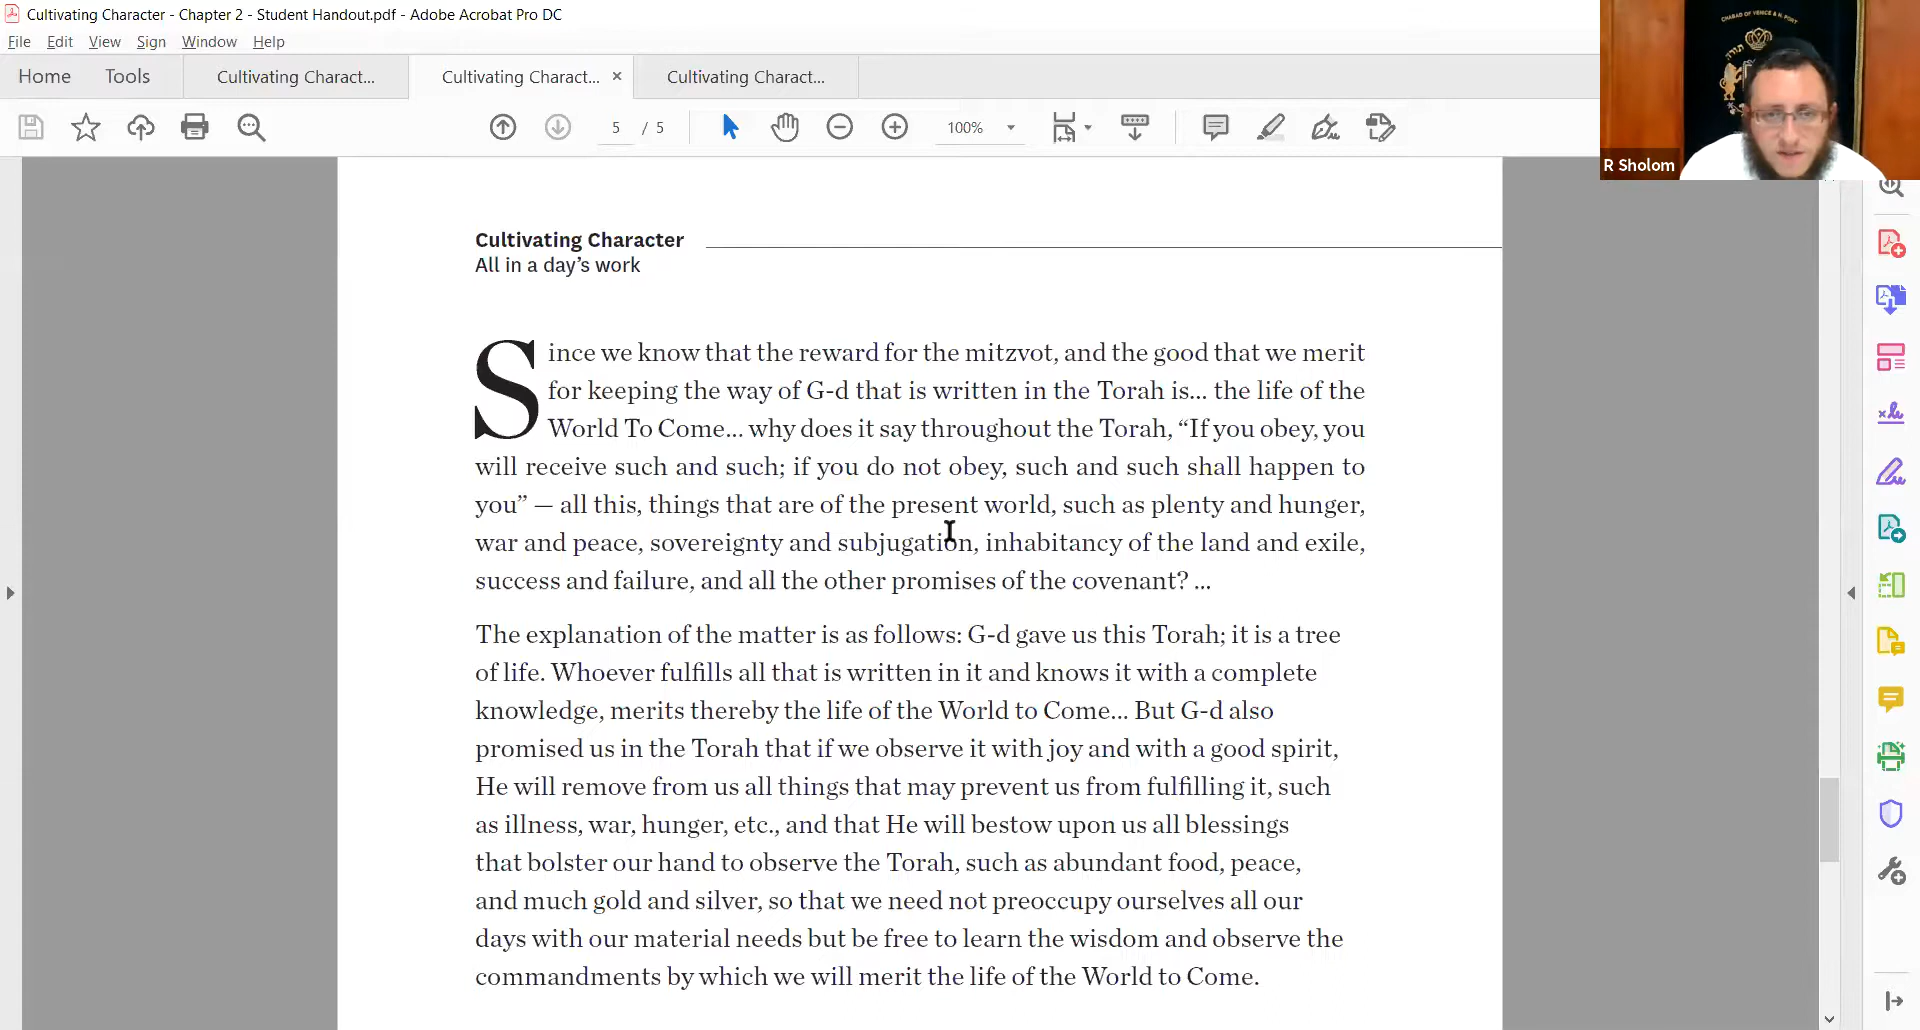 Cultivating Character - Chapter 2 - Student Handout.pdf - Adobe Acrobat Pro DC
File Edit View Sign Window Help
Home Tools Cultivating Charact... Cultivating Charact... × Cultivating Charact...
5 / 5 100%
CHABAD OF VENICE & N. PORT
R Sholom
Cultivating Character
All in a day’s work
Since we know that the reward for the mitzvot, and the good that we merit
for keeping the way of G-d that is written in the Torah is... the life of the
World To Come... why does it say throughout the Torah, “If you obey, you
will receive such and such; if you do not obey, such and such shall happen to
you” — all this, things that are of the present world, such as plenty and hunger,
war and peace, sovereignty and subjugation, inhabitancy of the land and exile,
success and failure, and all the other promises of the covenant? ...
The explanation of the matter is as follows: G-d gave us this Torah; it is a tree
of life. Whoever fulfills all that is written in it and knows it with a complete
knowledge, merits thereby the life of the World to Come... But G-d also
promised us in the Torah that if we observe it with joy and with a good spirit,
He will remove from us all things that may prevent us from fulfilling it, such
as illness, war, hunger, etc., and that He will bestow upon us all blessings
that bolster our hand to observe the Torah, such as abundant food, peace,
and much gold and silver, so that we need not preoccupy ourselves all our
days with our material needs but be free to learn the wisdom and observe the
commandments by which we will merit the life of the World to Come.